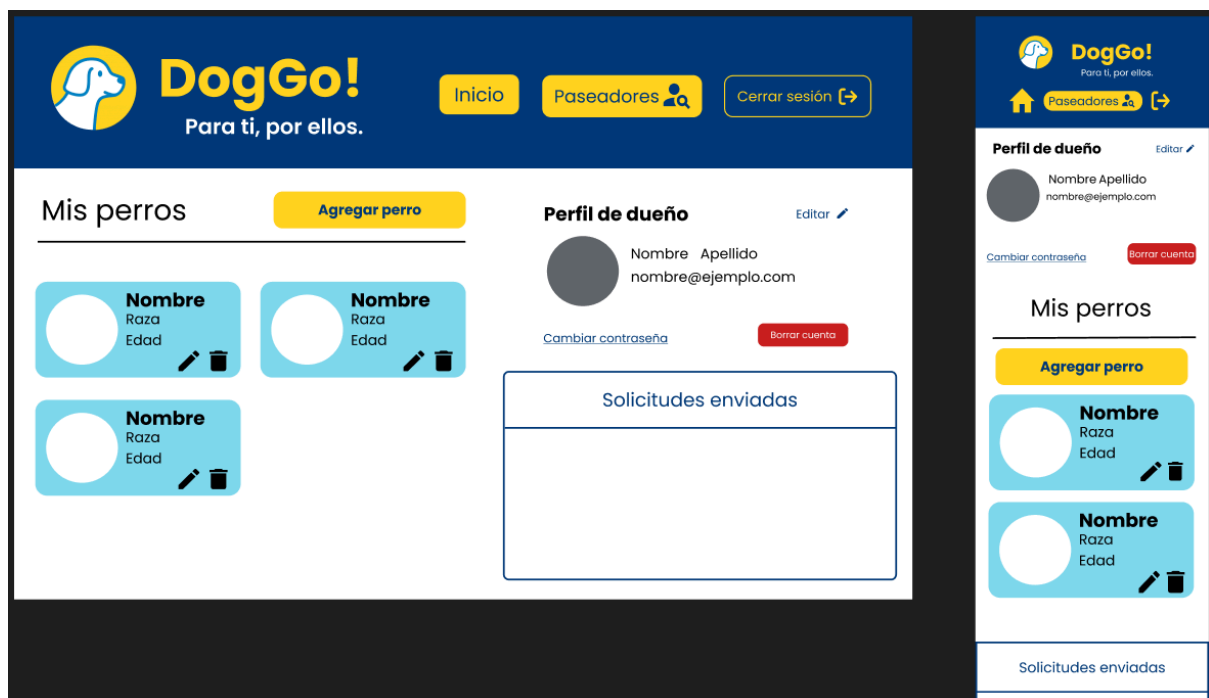 DogGo!
Para ti, por ellos.
Inicio
Paseadores
Cerrar sesión
Mis perros
Agregar perro
Nombre
Raza
Edad
Nombre
Raza
Edad
Nombre
Raza
Edad
Perfil de dueño
Editar
Nombre Apellido
nombre@ejemplo.com
Cambiar contraseña
Borrar cuenta
Solicitudes enviadas
DogGo!
Para ti, por ellos.
Paseadores
Perfil de dueño
Editar
Nombre Apellido
nombre@ejemplo.com
Cambiar contraseña
Borrar cuenta
Mis perros
Agregar perro
Nombre
Raza
Edad
Nombre
Raza
Edad
Solicitudes enviadas